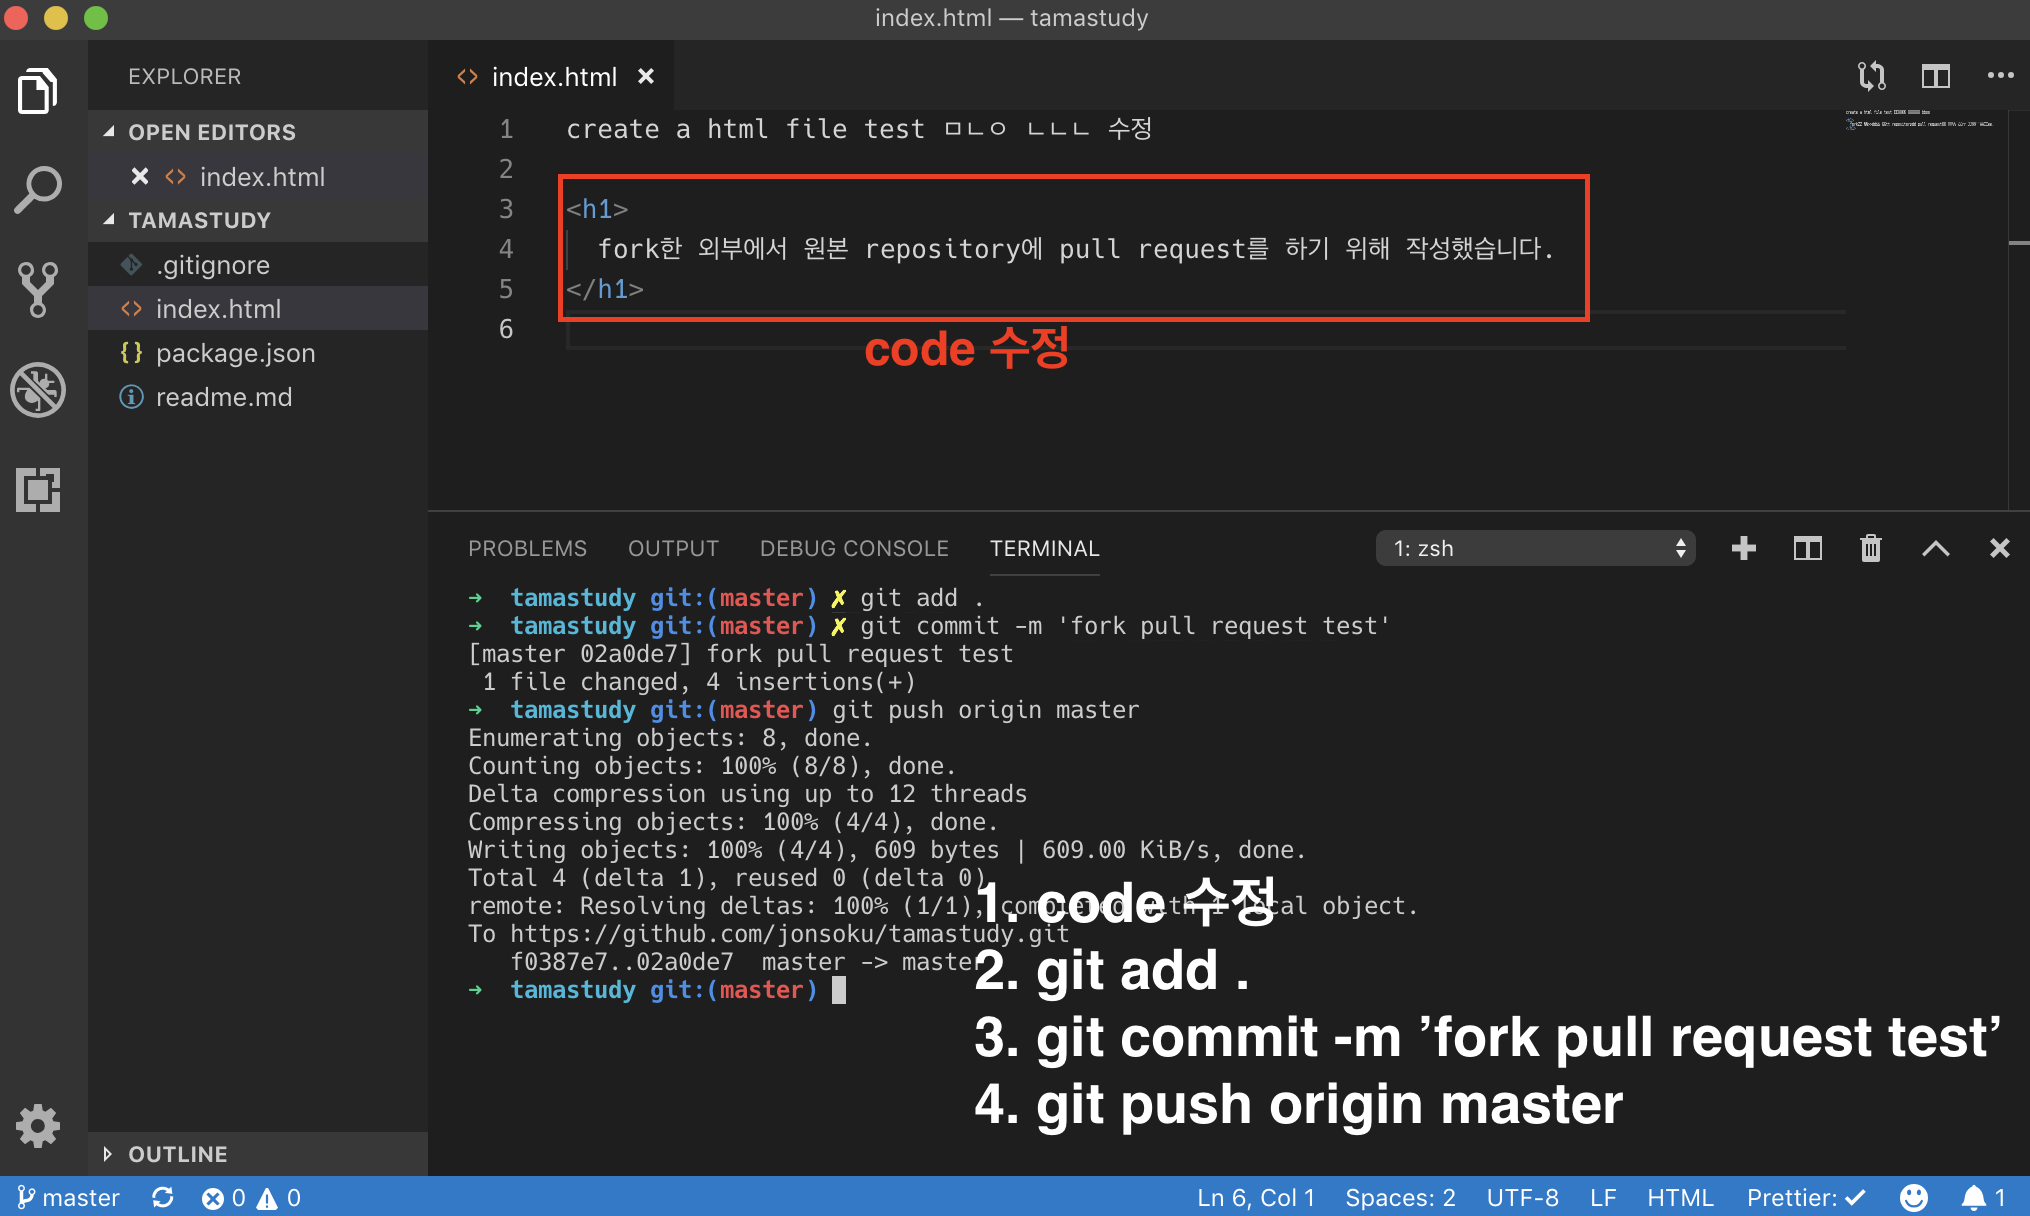 index.html — tamastudy
EXPLORER
OPEN EDITORS
index.html
TAMASTUDY
.gitignore
index.html
package.json
readme.md
OUTLINE
index.html
1 create a html file test ㅁㄴㅇ ㄴㄴㄴ 수정
2
3 <h1>
4 fork한 외부에서 원본 repository에 pull request를 하기 위해 작성했습니다.
5 </h1>
6
code 수정
PROBLEMS OUTPUT DEBUG CONSOLE TERMINAL 1: zsh
➜ tamastudy git:(master) ✗ git add .
➜ tamastudy git:(master) ✗ git commit -m 'fork pull request test'
[master 02a0de7] fork pull request test
1 file changed, 4 insertions(+)
➜ tamastudy git:(master) git push origin master
Enumerating objects: 8, done.
Counting objects: 100% (8/8), done.
Delta compression using up to 12 threads
Compressing objects: 100% (4/4), done.
Writing objects: 100% (4/4), 609 bytes | 609.00 KiB/s, done.
Total 4 (delta 1), reused 0 (delta 0)
remote: Resolving deltas: 100% (1/1), completed with 1 local object.
To https://github.com/jonsoku/tamastudy.git
f0387e7..02a0de7 master -> master
➜ tamastudy git:(master)
1. code 수정
2. git add .
3. git commit -m ’fork pull request test’
4. git push origin master
master 0 0 Ln 6, Col 1 Spaces: 2 UTF-8 LF HTML Prettier: ✓ 1